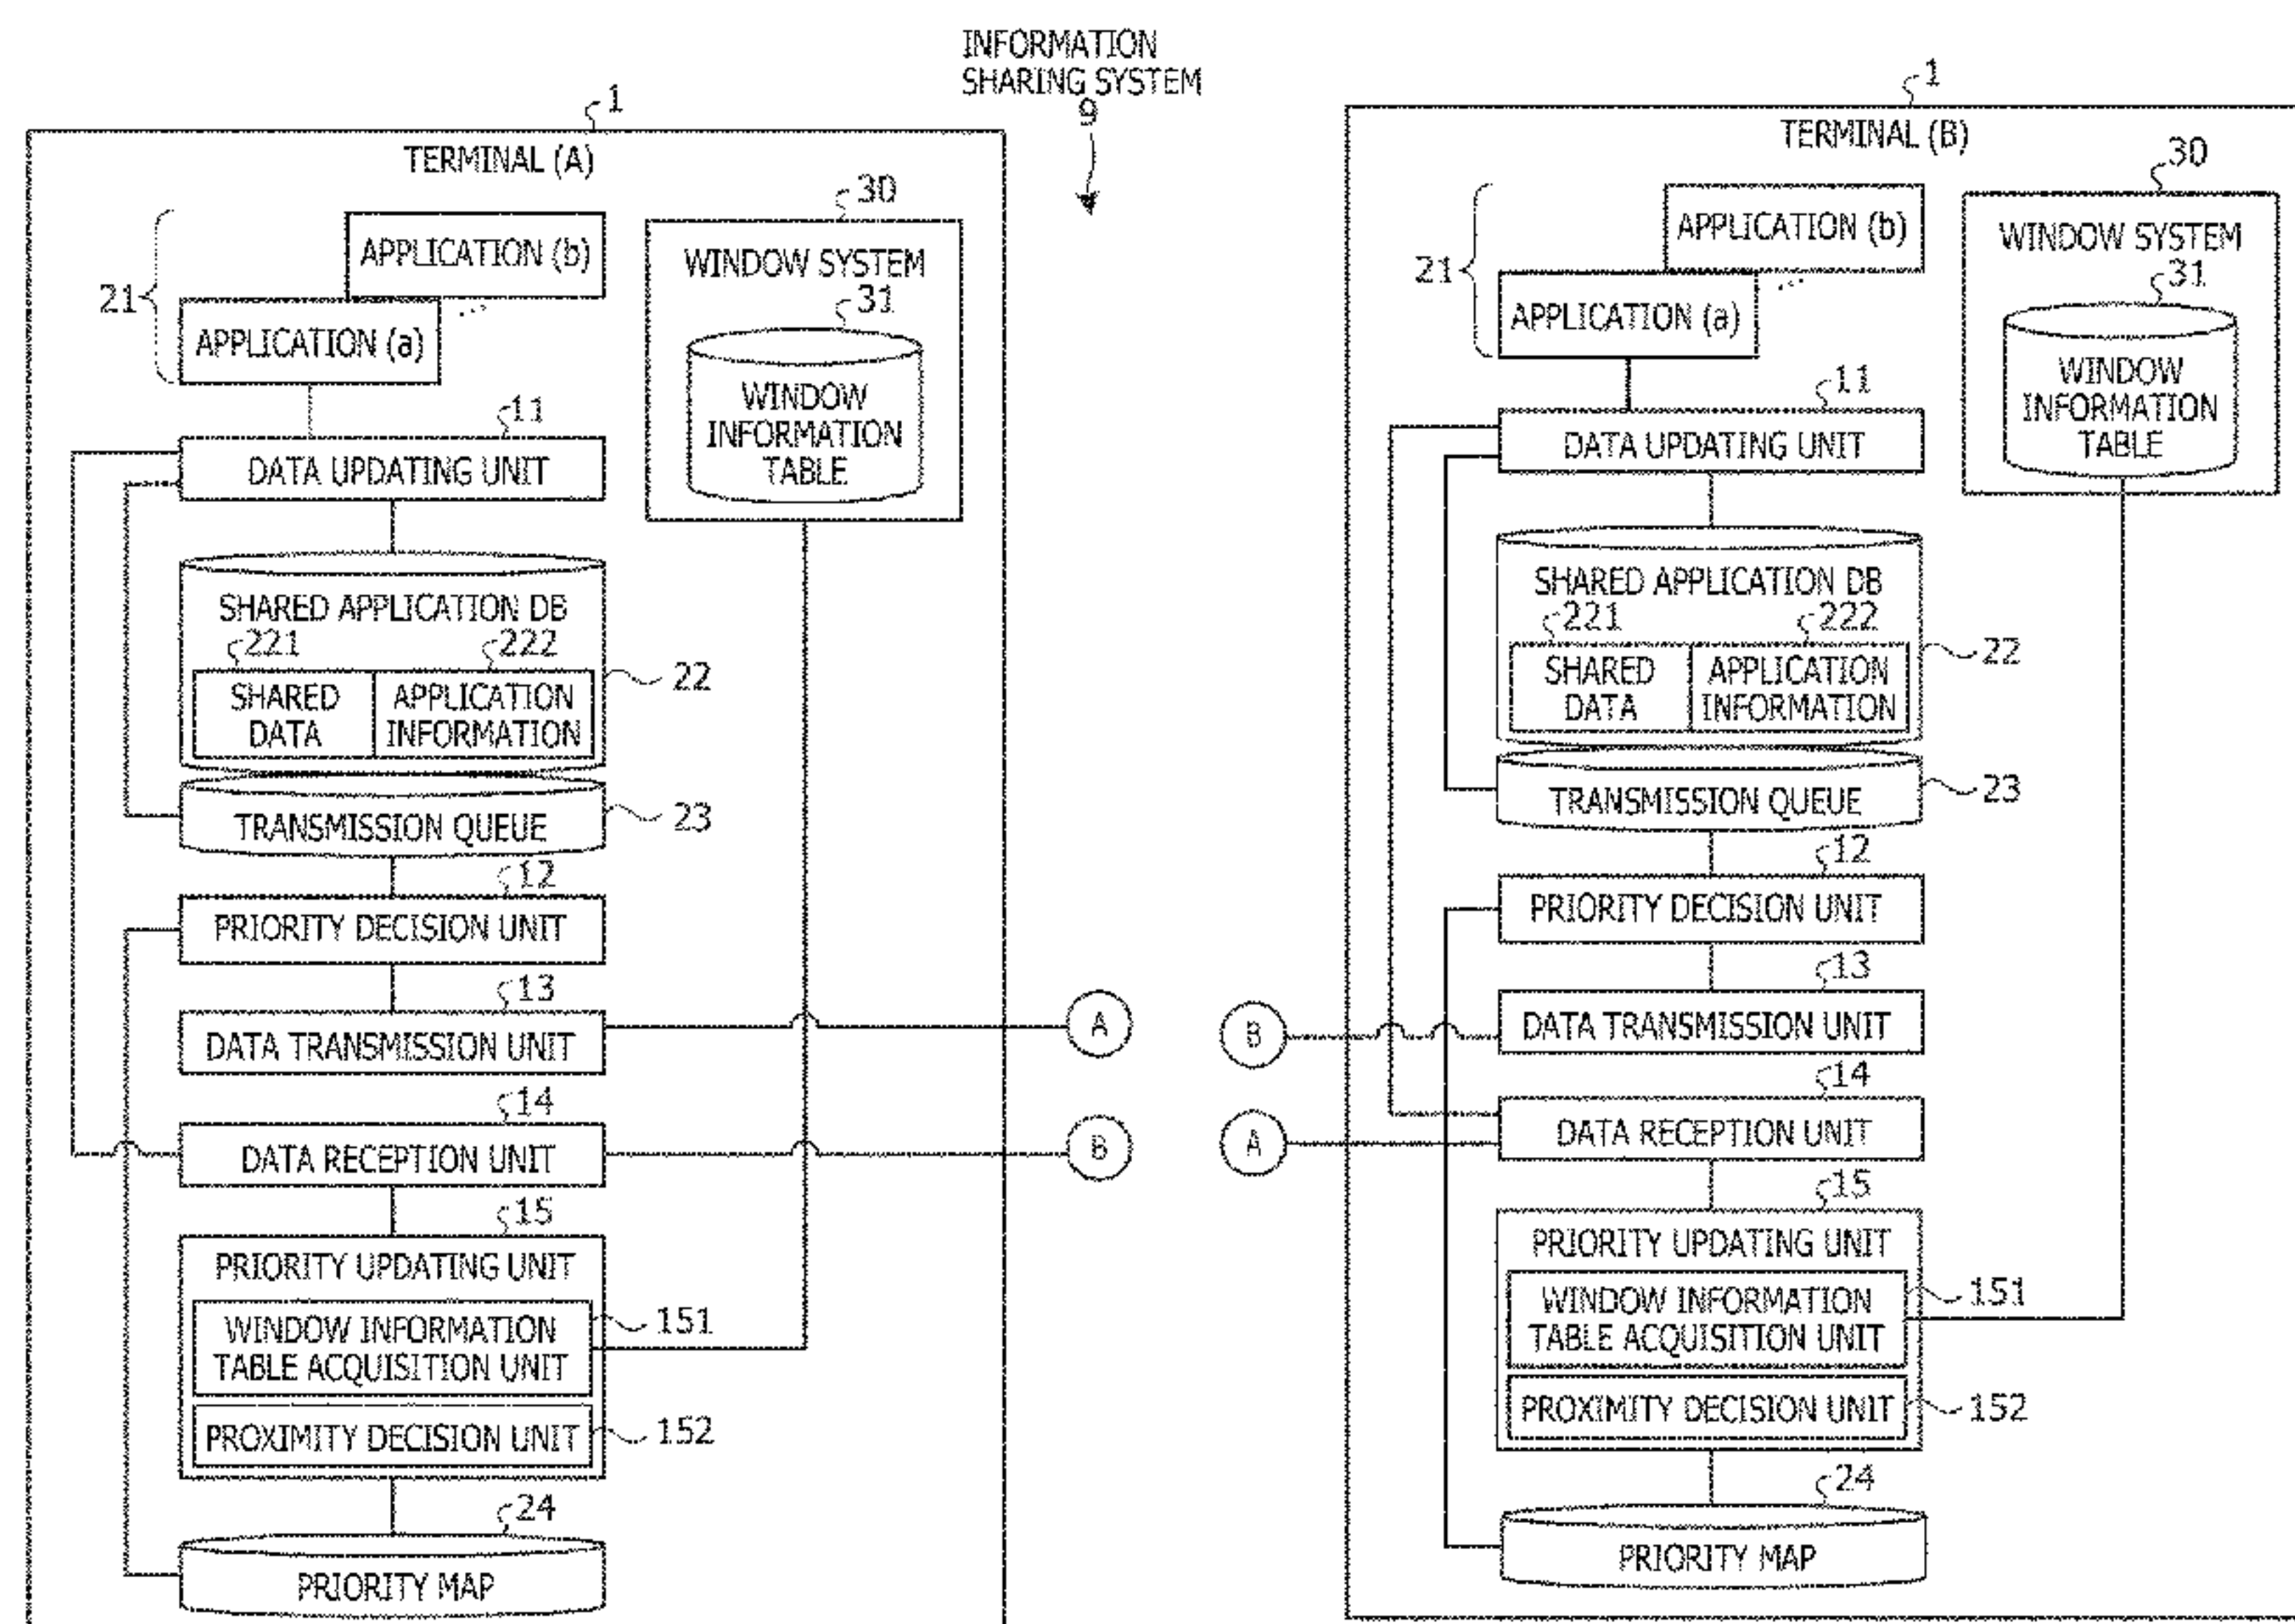 INFORMATION
SHARING SYSTEM
9
1
TERMINAL (A)
30
21
APPLICATION (b)
...
APPLICATION (a)
WINDOW SYSTEM
31
WINDOW
INFORMATION
TABLE
11
DATA UPDATING UNIT
SHARED APPLICATION DB
221
222
SHARED
DATA
APPLICATION
INFORMATION
22
TRANSMISSION QUEUE
23
12
PRIORITY DECISION UNIT
13
DATA TRANSMISSION UNIT
A
14
DATA RECEPTION UNIT
B
15
PRIORITY UPDATING UNIT
WINDOW INFORMATION
TABLE ACQUISITION UNIT
151
PROXIMITY DECISION UNIT
152
24
PRIORITY MAP
1
TERMINAL (B)
30
21
APPLICATION (b)
...
APPLICATION (a)
WINDOW SYSTEM
31
WINDOW
INFORMATION
TABLE
11
DATA UPDATING UNIT
SHARED APPLICATION DB
221
222
SHARED
DATA
APPLICATION
INFORMATION
22
TRANSMISSION QUEUE
23
12
PRIORITY DECISION UNIT
13
B
DATA TRANSMISSION UNIT
14
A
DATA RECEPTION UNIT
15
PRIORITY UPDATING UNIT
WINDOW INFORMATION
TABLE ACQUISITION UNIT
151
PROXIMITY DECISION UNIT
152
24
PRIORITY MAP